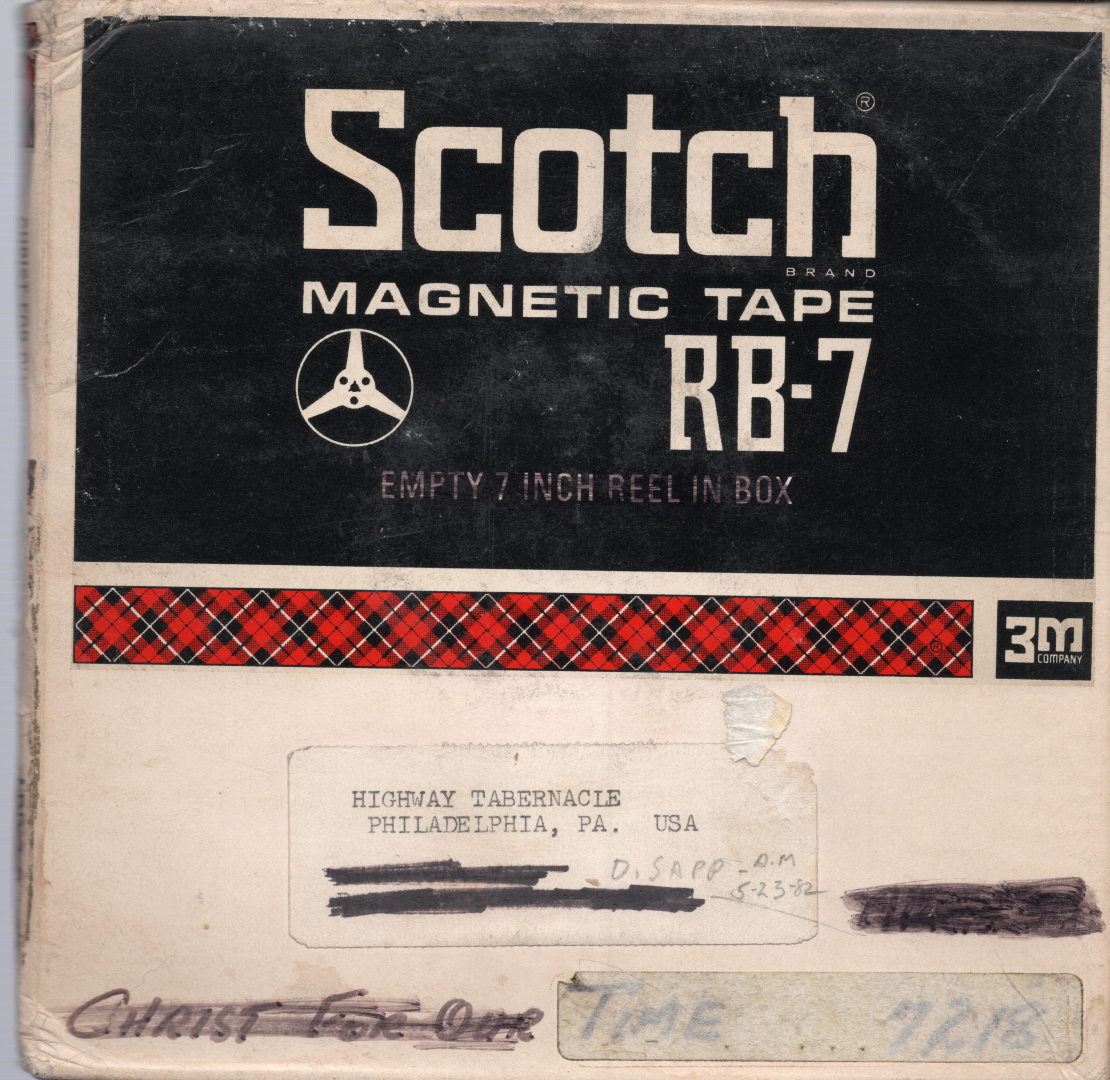 Scotch®
BRAND
MAGNETIC TAPE
RB-7
EMPTY 7 INCH REEL IN BOX
®
3M
COMPANY
HIGHWAY TABERNACLE
PHILADELPHIA, PA. USA
D. SAPP - A.M
5-23-82
CHRIST FOR OUR TIME 7218